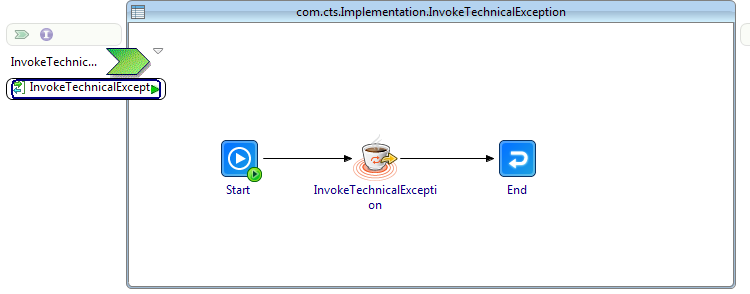 com.cts.Implementation.InvokeTechnicalException
InvokeTechnic...
InvokeTechnicalExcept
Start
InvokeTechnicalExcepti
on
End